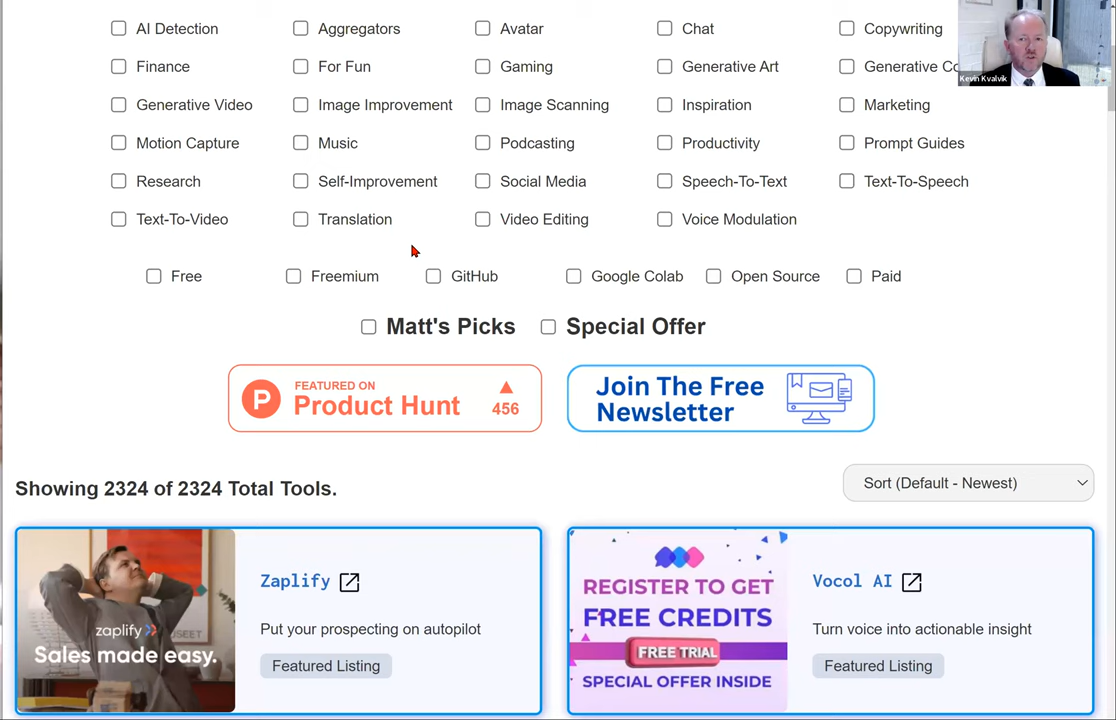 AI Detection
Aggregators
Avatar
Chat
Copywriting
Finance
For Fun
Gaming
Generative Art
Generative Co
Generative Video
Image Improvement
Image Scanning
Inspiration
Marketing
Motion Capture
Music
Podcasting
Productivity
Prompt Guides
Research
Self-Improvement
Social Media
Speech-To-Text
Text-To-Speech
Text-To-Video
Translation
Video Editing
Voice Modulation
Kevin Kvalvik
Free
Freemium
GitHub
Google Colab
Open Source
Paid
Matt's Picks
Special Offer
P
FEATURED ON
Product Hunt
456
Join The Free
Newsletter
Showing 2324 of 2324 Total Tools.
Sort (Default - Newest)
zaplify
Sales made easy.
Zaplify
Put your prospecting on autopilot
Featured Listing
REGISTER TO GET
FREE CREDITS
FREE TRIAL
SPECIAL OFFER INSIDE
Vocol AI
Turn voice into actionable insight
Featured Listing